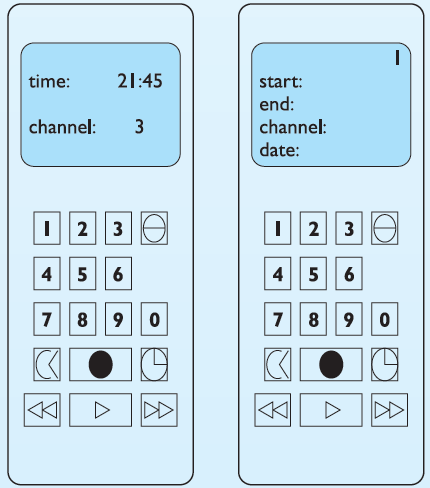 time: 21:45
channel: 3
1 2 3
4 5 6
7 8 9 0
1
start:
end:
channel:
date:
1 2 3
4 5 6
7 8 9 0